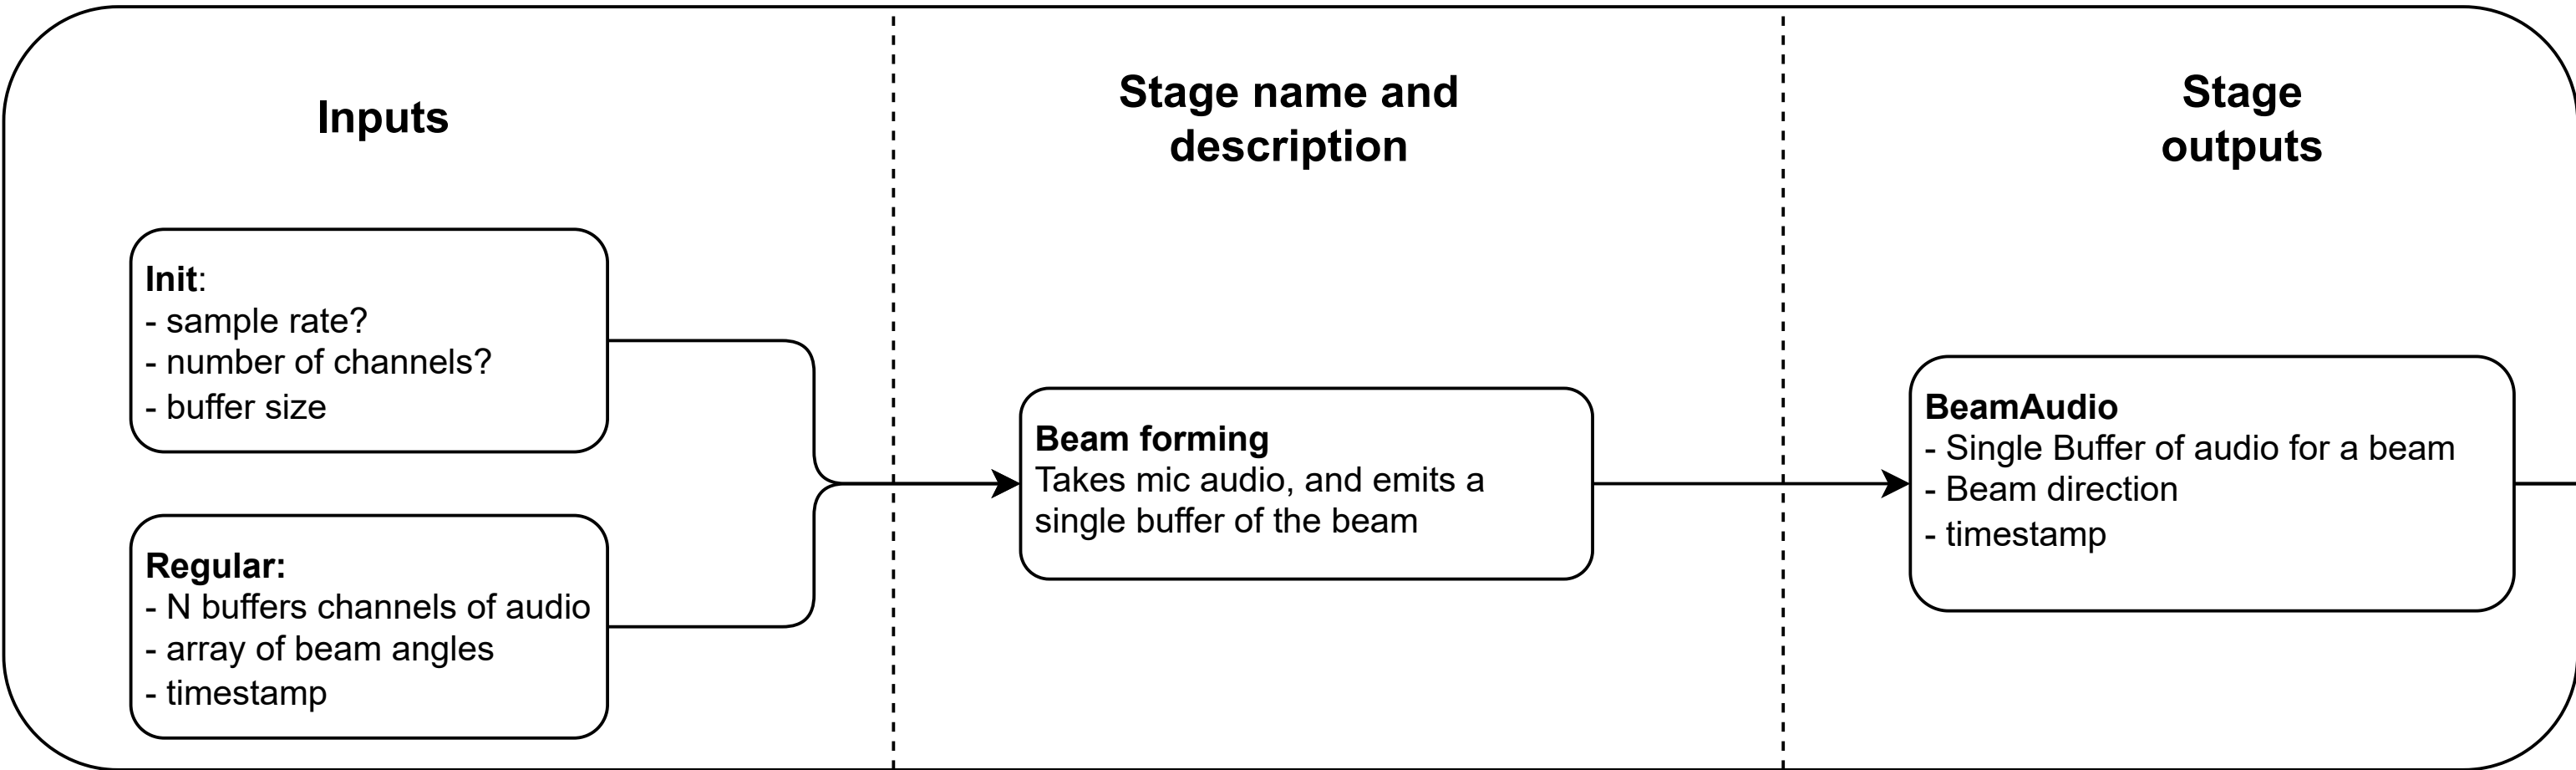 Inputs
Stage name and
description
Stage
outputs
Init:
- sample rate?
- number of channels?
- buffer size
Regular:
- N buffers channels of audio
- array of beam angles
- timestamp
Beam forming
Takes mic audio, and emits a
single buffer of the beam
BeamAudio
- Single Buffer of audio for a beam
- Beam direction
- timestamp